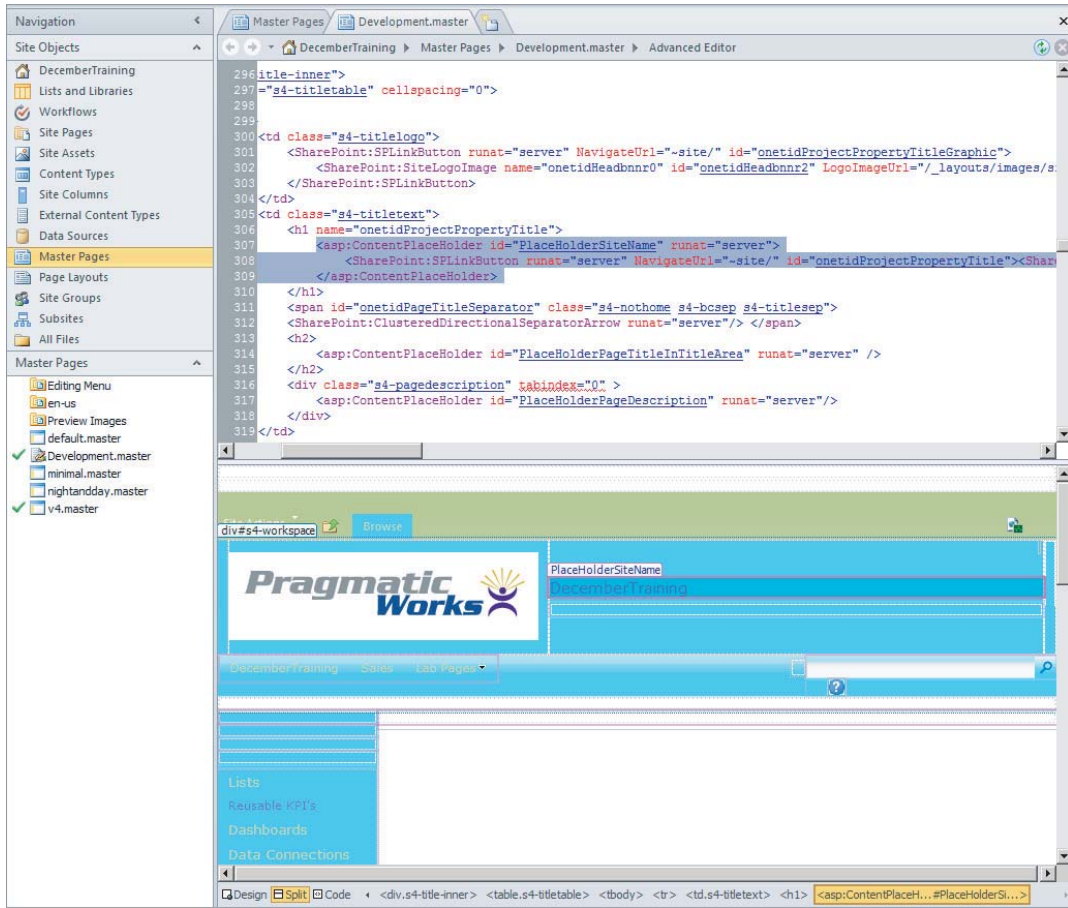 Navigation
Site Objects
DecemberTraining
Lists and Libraries
Workflows
Site Pages
Site Assets
Content Types
Site Columns
External Content Types
Data Sources
Master Pages
Page Layouts
Site Groups
Subsites
All Files
Master Pages
Editing Menu
en-us
Preview Images
default.master
Development.master
minimal.master
nightandday.master
v4.master
Master Pages Development.master
DecemberTraining Master Pages Development.master Advanced Editor
296 itle-inner">
297 ="s4-titletable" cellspacing="0">
298
299
300 <td class="s4-titlelogo">
301 <SharePoint:SPLinkButton runat="server" NavigateUrl="~site/" id="onetidProjectPropertyTitleGraphic">
302 <SharePoint:SiteLogoImage name="onetidHeadbnnr0" id="onetidHeadbnnr2" LogoImageUrl="/_layouts/images/s
303 </SharePoint:SPLinkButton>
304 </td>
305 <td class="s4-titletext">
306 <h1 name="onetidProjectPropertyTitle">
307 <asp:ContentPlaceHolder id="PlaceHolderSiteName" runat="server">
308 <SharePoint:SPLinkButton runat="server" NavigateUrl="~site/" id="onetidProjectPropertyTitle"><Shar
309 </asp:ContentPlaceHolder>
310 </h1>
311 <span id="onetidPageTitleSeparator" class="s4-nothome s4-bcsep s4-titlesep">
312 <SharePoint:ClusteredDirectionalSeparatorArrow runat="server"/> </span>
313 <h2>
314 <asp:ContentPlaceHolder id="PlaceHolderPageTitleInTitleArea" runat="server" />
315 </h2>
316 <div class="s4-pagedescription" tabindex="0" >
317 <asp:ContentPlaceHolder id="PlaceHolderPageDescription" runat="server"/>
318 </div>
319 </td>
div#s4-workspace Browse
Pragmatic
Works
PlaceHolderSiteName
DecemberTraining
DecemberTraining Sales Lab Pages
Lists
Reusable KPI's
Dashboards
Data Connections
Design Split Code <div.s4-title-inner> <table.s4-titletable> <tbody> <tr> <td.s4-titletext> <h1> <asp:ContentPlaceH...#PlaceHolderSi...>